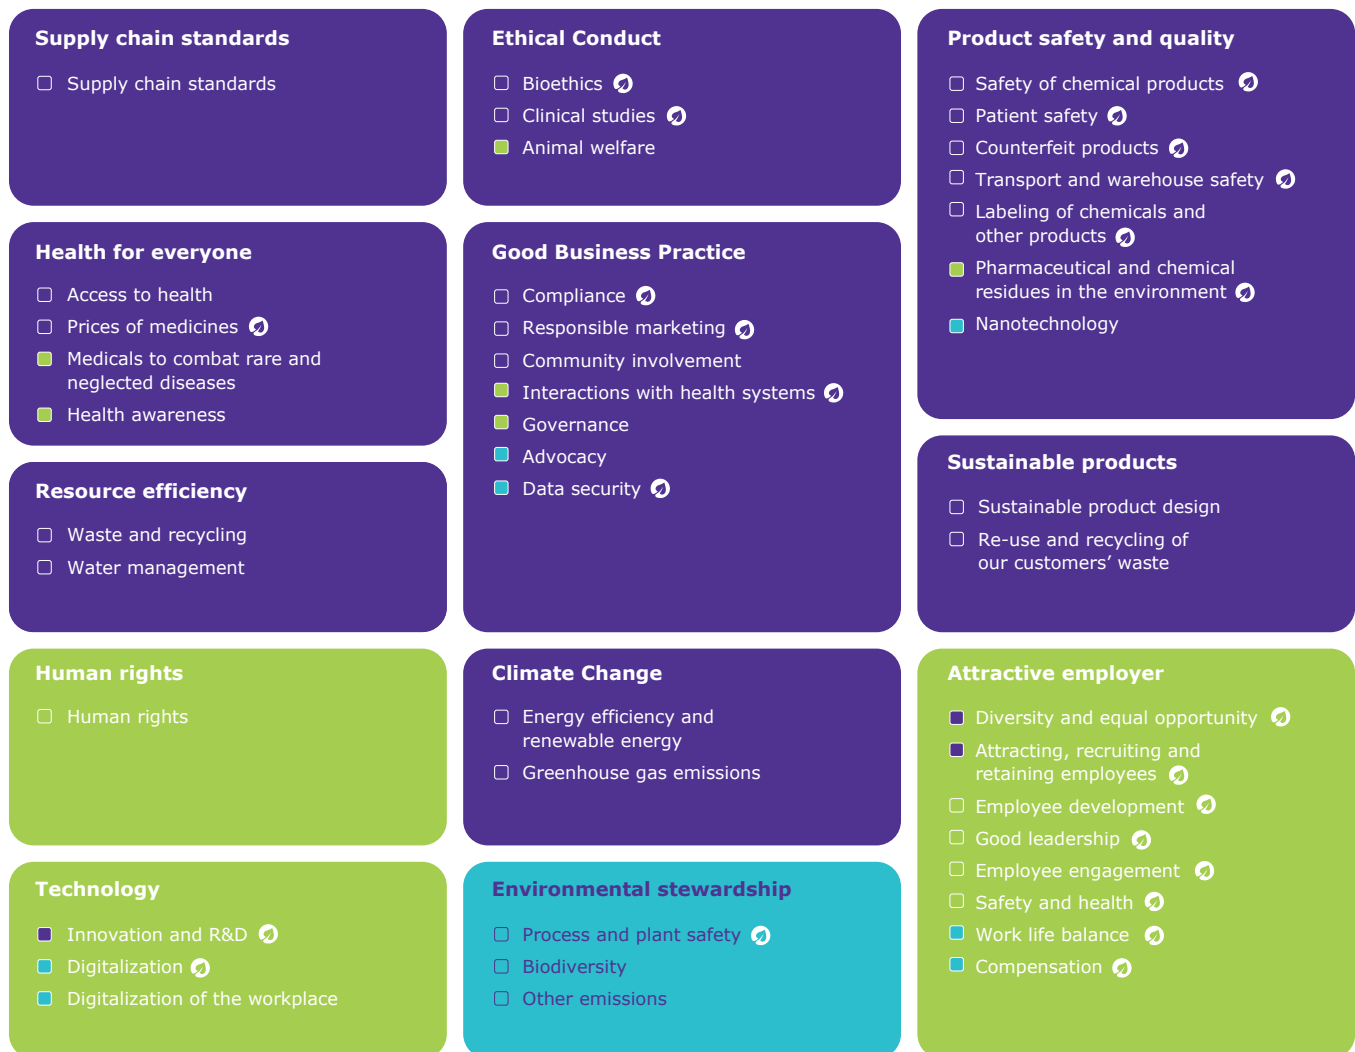 Supply chain standards
Supply chain standards
Ethical Conduct
Bioethics
Clinical studies
Animal welfare
Product safety and quality
Safety of chemical products
Patient safety
Counterfeit products
Transport and warehouse safety
Labeling of chemicals and
other products
Pharmaceutical and chemical
residues in the environment
Nanotechnology
Health for everyone
Access to health
Prices of medicines
Medicals to combat rare and
neglected diseases
Health awareness
Good Business Practice
Compliance
Responsible marketing
Community involvement
Interactions with health systems
Governance
Advocacy
Data security
Sustainable products
Sustainable product design
Re-use and recycling of
our customers’ waste
Resource efficiency
Waste and recycling
Water management
Human rights
Human rights
Climate Change
Energy efficiency and
renewable energy
Greenhouse gas emissions
Attractive employer
Diversity and equal opportunity
Attracting, recruiting and
retaining employees
Employee development
Good leadership
Employee engagement
Safety and health
Work life balance
Compensation
Technology
Innovation and R&D
Digitalization
Digitalization of the workplace
Environmental stewardship
Process and plant safety
Biodiversity
Other emissions